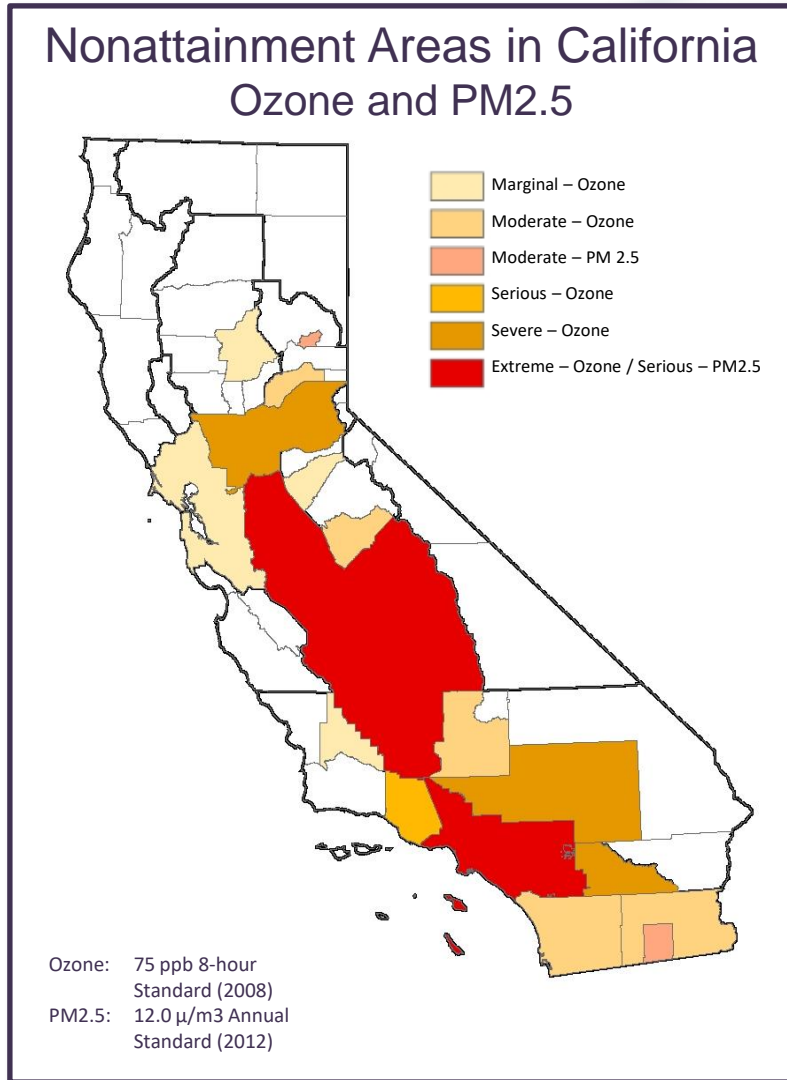 Nonattainment Areas in California
Ozone and PM2.5
Marginal – Ozone
Moderate – Ozone
Moderate – PM 2.5
Serious – Ozone
Severe – Ozone
Extreme – Ozone / Serious – PM2.5
Ozone: 75 ppb 8-hour
Standard (2008)
PM2.5: 12.0 µ/m3 Annual
Standard (2012)